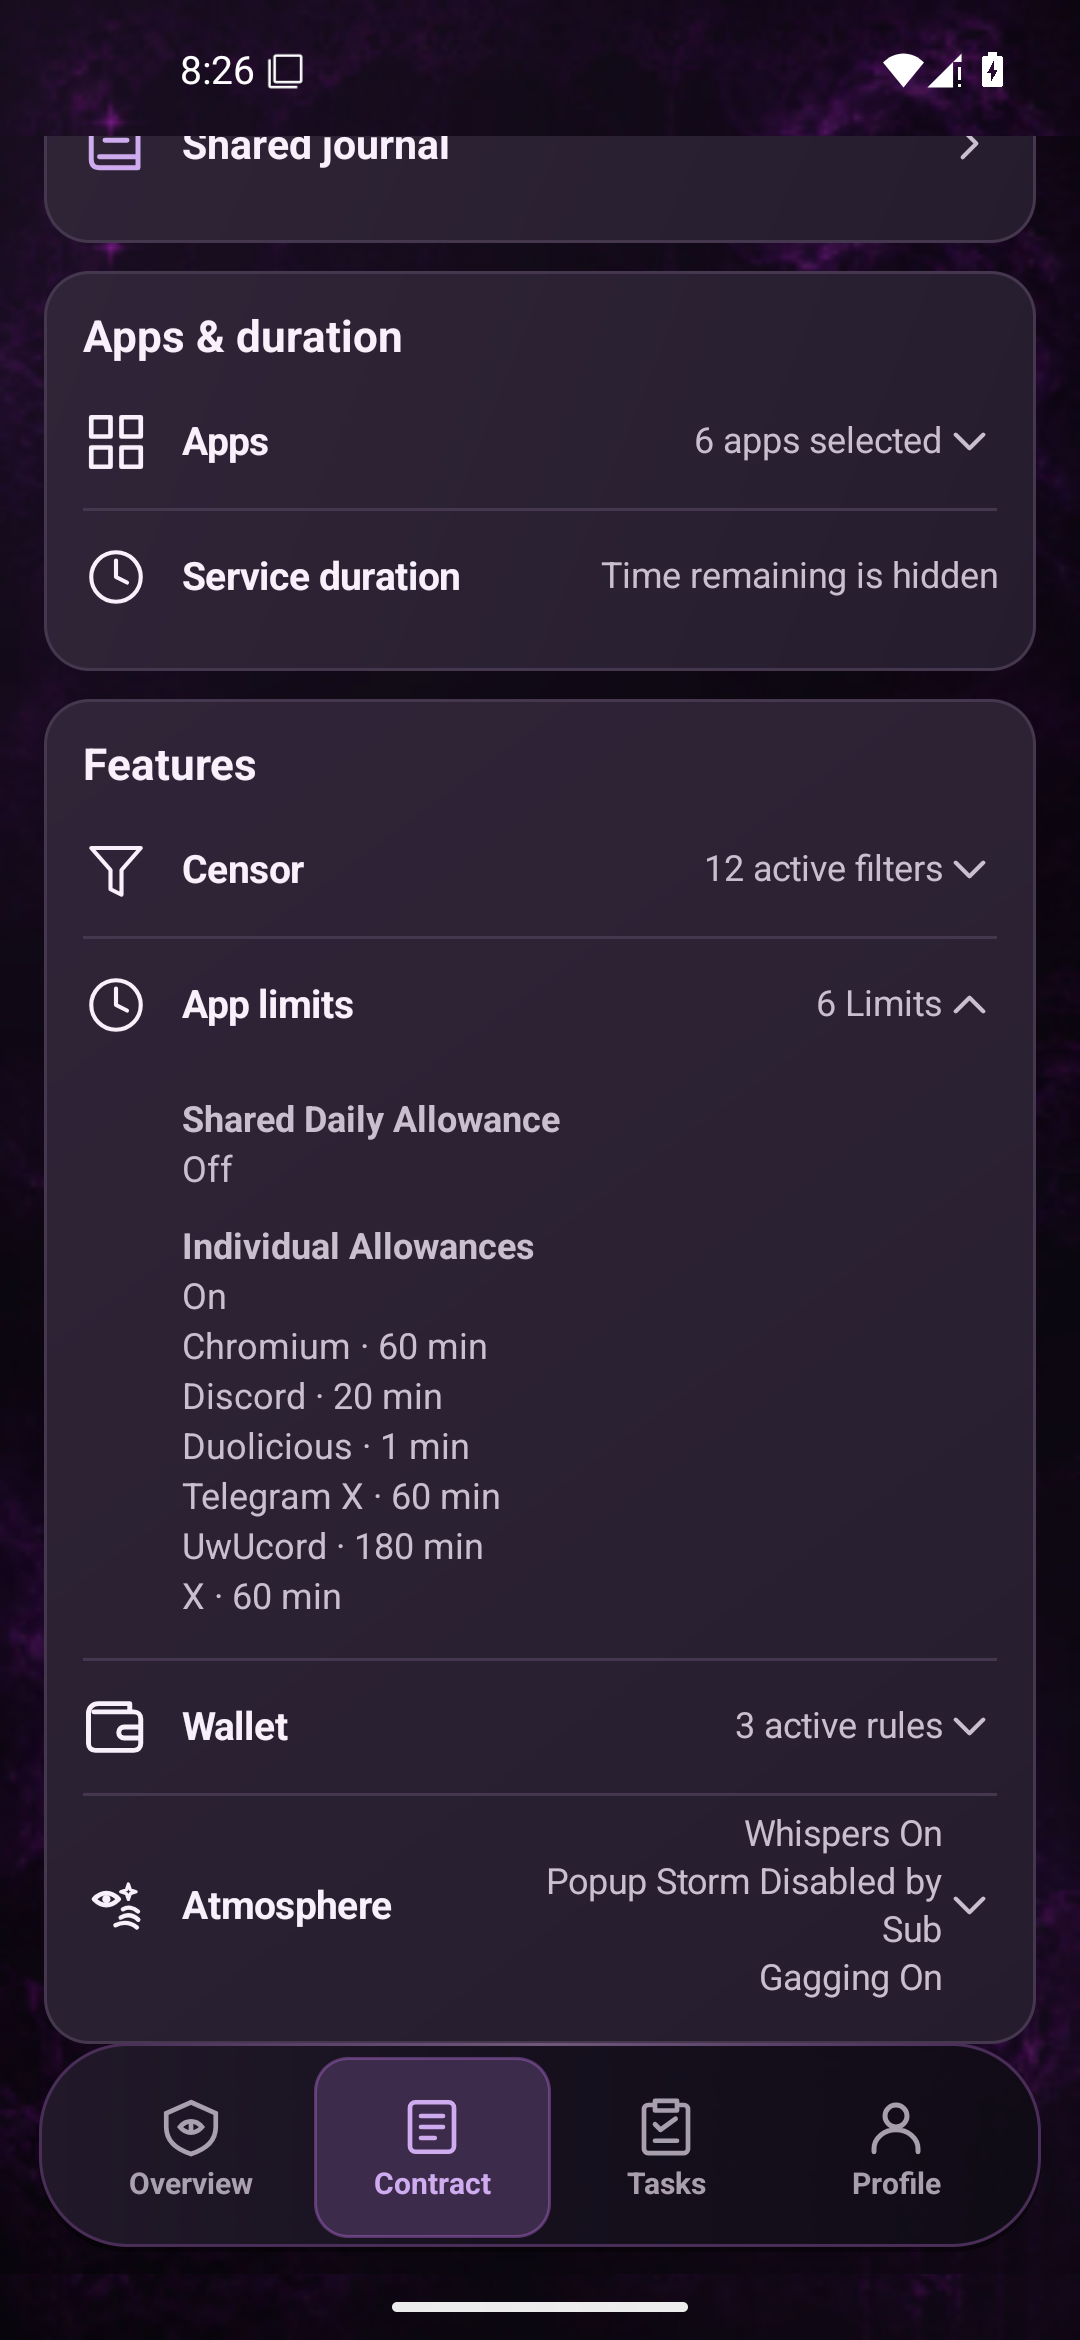 8:26
Shared journal
Apps & duration
Apps
6 apps selected
Service duration
Time remaining is hidden
Features
Censor
12 active filters
App limits
6 Limits
Shared Daily Allowance
Off
Individual Allowances
On
Chromium · 60 min
Discord · 20 min
Duolicious · 1 min
Telegram X · 60 min
UwUcord · 180 min
X · 60 min
Wallet
3 active rules
Atmosphere
Whispers On
Popup Storm Disabled by
Sub
Gagging On
Overview
Contract
Tasks
Profile